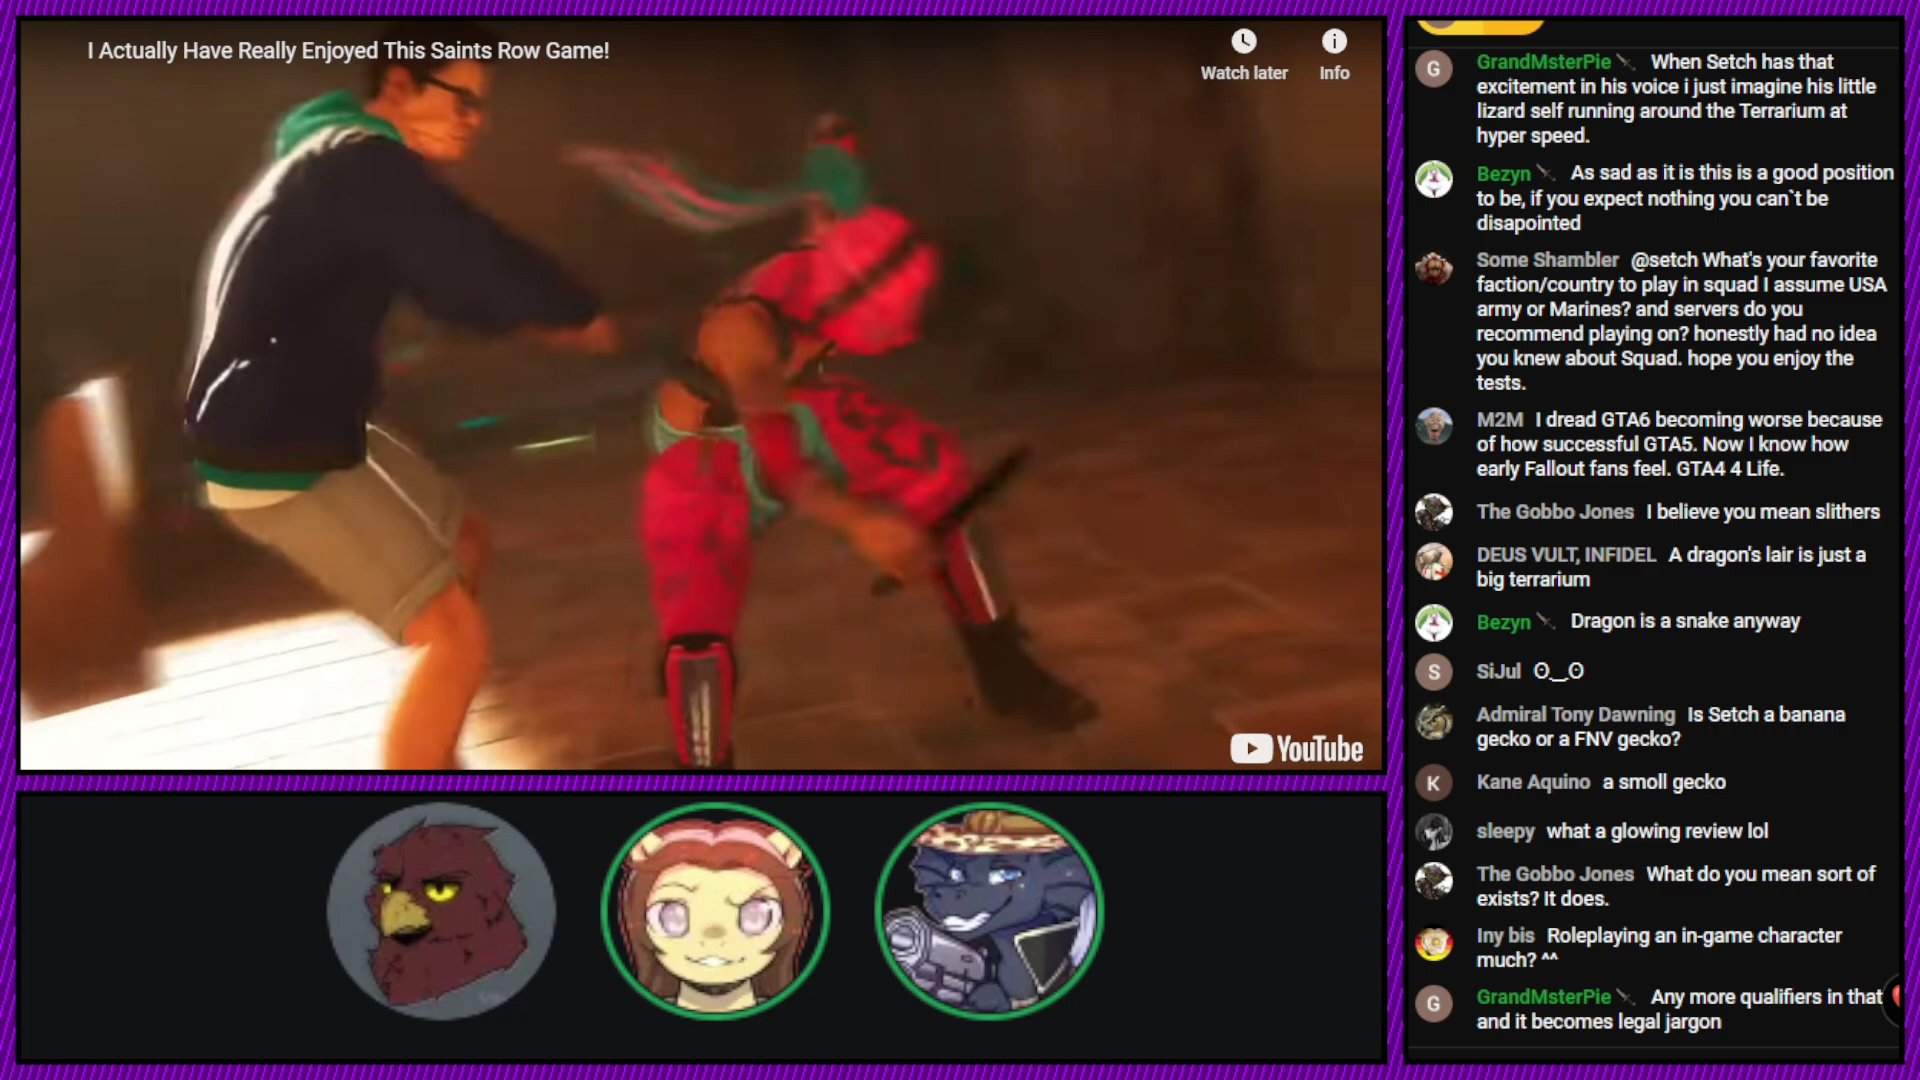 I Actually Have Really Enjoyed This Saints Row Game!
Watch later
Info
YouTube
G
GrandMsterPie When Setch has that
excitement in his voice i just imagine his little
lizard self running around the Terrarium at
hyper speed.
Bezyn As sad as it is this is a good position
to be, if you expect nothing you can`t be
disapointed
Some Shambler @setch What's your favorite
faction/country to play in squad I assume USA
army or Marines? and servers do you
recommend playing on? honestly had no idea
you knew about Squad. hope you enjoy the
tests.
M2M I dread GTA6 becoming worse because
of how successful GTA5. Now I know how
early Fallout fans feel. GTA4 4 Life.
The Gobbo Jones I believe you mean slithers
DEUS VULT, INFIDEL A dragon's lair is just a
big terrarium
Bezyn Dragon is a snake anyway
S
SiJul ʘ‿ʘ
Admiral Tony Dawning Is Setch a banana
gecko or a FNV gecko?
K
Kane Aquino a smoll gecko
sleepy what a glowing review lol
The Gobbo Jones What do you mean sort of
exists? It does.
Iny bis Roleplaying an in-game character
much? ^^
G
GrandMsterPie Any more qualifiers in that
and it becomes legal jargon